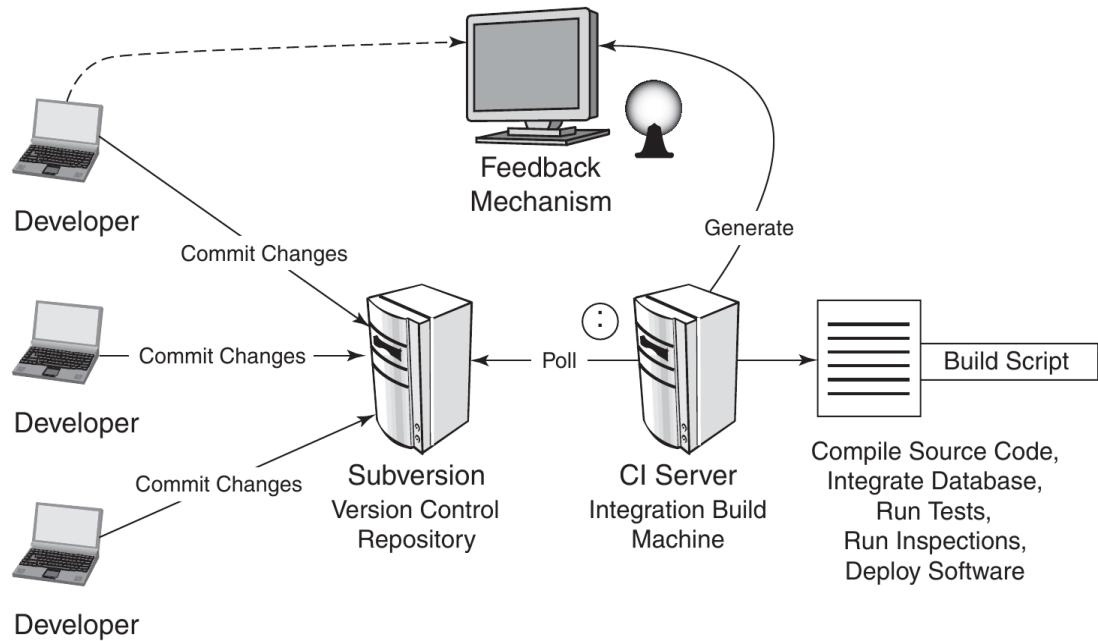 Feedback
Mechanism
Developer
Generate
Commit Changes
:
Commit Changes
Poll
Build Script
Developer
Commit Changes
Subversion
Version Control
Repository
CI Server
Integration Build
Machine
Compile Source Code,
Integrate Database,
Run Tests,
Run Inspections,
Deploy Software
Developer